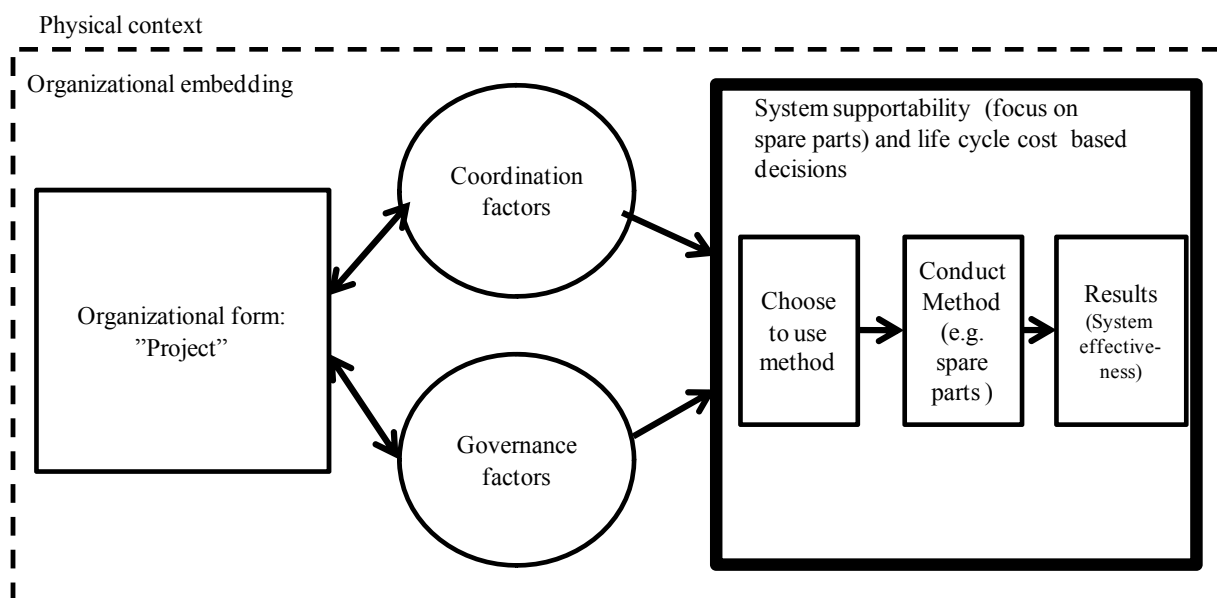 Physical context
Organizational embedding
Organizational form:
”Project”
Coordination
factors
Governance
factors
System supportability (focus on
spare parts) and life cycle cost based
decisions
Choose
to use
method
Conduct
Method
(e.g.
spare
parts )
Results
(System
effective-
ness)